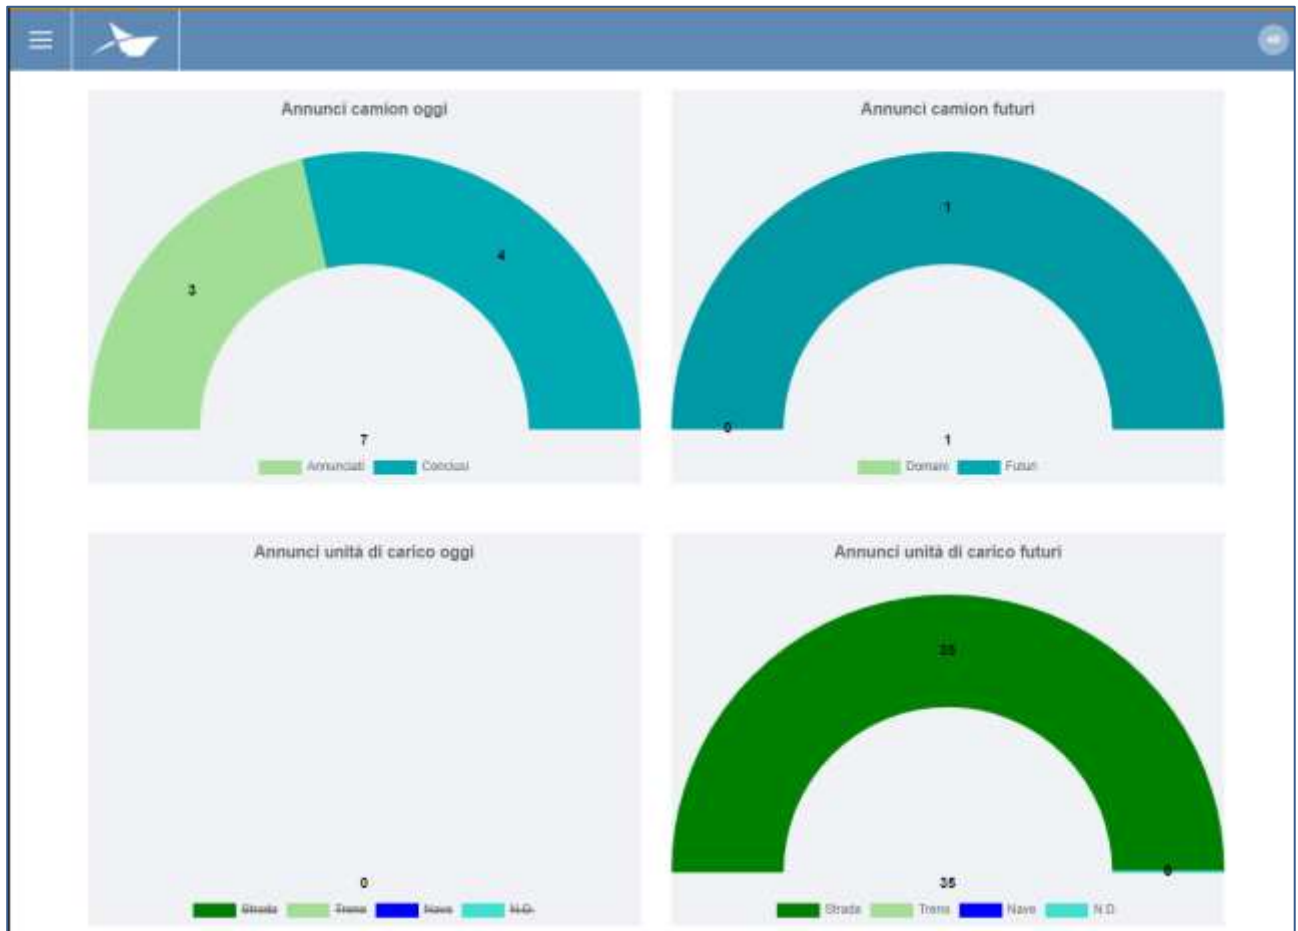 Annunci camion oggi
3
4
7
Annunciati Conclusi
Annunci camion futuri
1
0
1
Domani Futuri
Annunci unità di carico oggi
0
Strada Treno Nave N.D.
Annunci unità di carico futuri
35
0
35
Strada Treno Nave N.D.